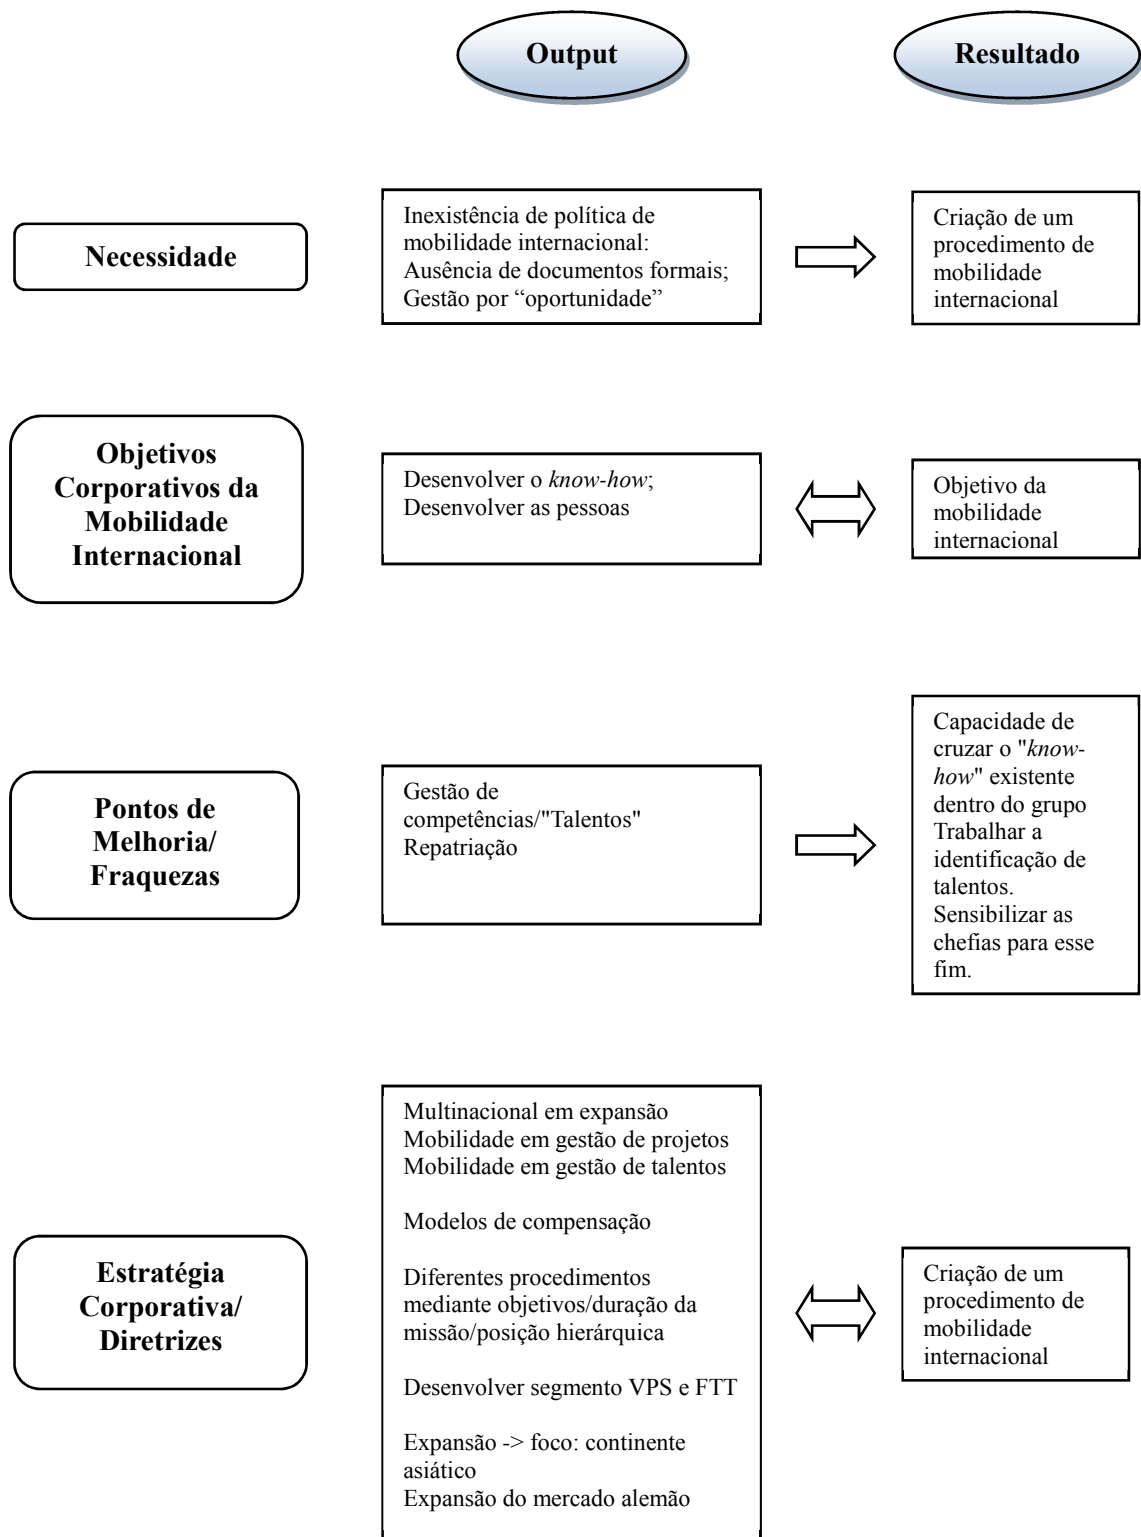 Output
Resultado
Necessidade
Inexistência de política de
mobilidade internacional:
Ausência de documentos formais;
Gestão por “oportunidade”
Criação de um
procedimento de
mobilidade
internacional
Objetivos
Corporativos da
Mobilidade
Internacional
Desenvolver o know-how;
Desenvolver as pessoas
Objetivo da
mobilidade
internacional
Pontos de
Melhoria/
Fraquezas
Gestão de
competências/"Talentos"
Repatriação
Capacidade de
cruzar o "know-
how" existente
dentro do grupo
Trabalhar a
identificação de
talentos.
Sensibilizar as
chefias para esse
fim.
Estratégia
Corporativa/
Diretrizes
Multinacional em expansão
Mobilidade em gestão de projetos
Mobilidade em gestão de talentos
Modelos de compensação
Diferentes procedimentos
mediante objetivos/duração da
missão/posição hierárquica
Desenvolver segmento VPS e FTT
Expansão -> foco: continente
asiático
Expansão do mercado alemão
Criação de um
procedimento de
mobilidade
internacional